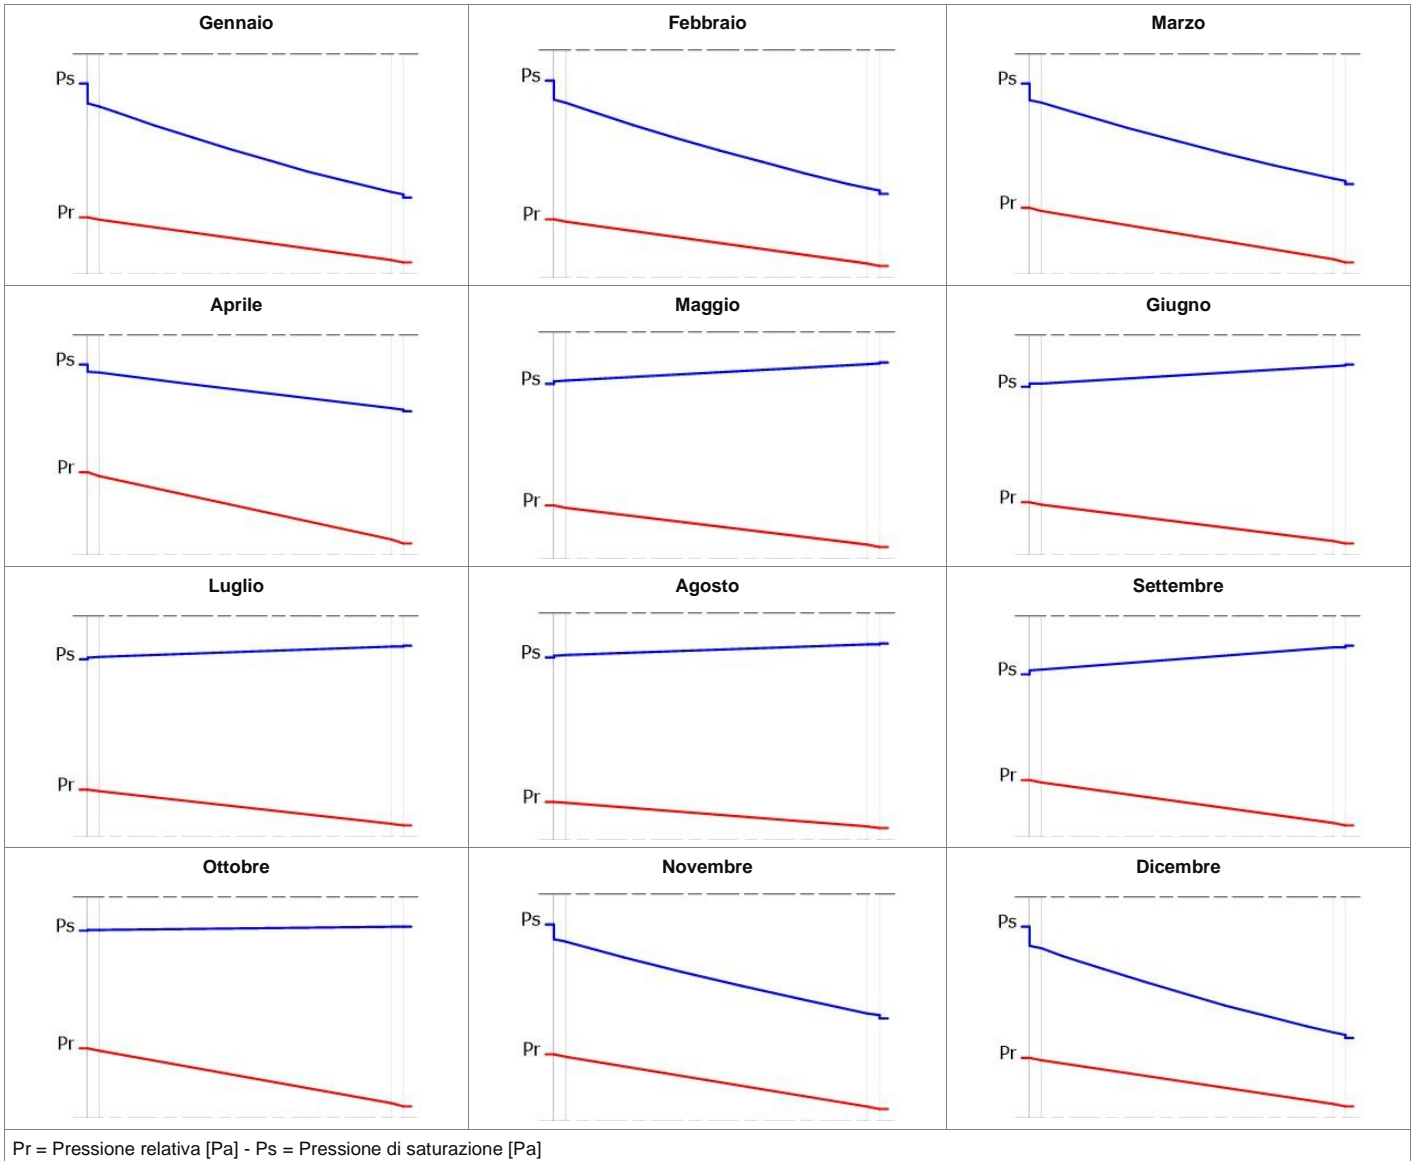 Gennaio
Febbraio
Marzo
Ps
Pr
Ps
Pr
Ps
Pr
Aprile
Maggio
Giugno
Ps
Pr
Ps
Pr
Ps
Pr
Luglio
Agosto
Settembre
Ps
Pr
Ps
Pr
Ps
Pr
Ottobre
Novembre
Dicembre
Ps
Pr
Ps
Pr
Ps
Pr
Pr = Pressione relativa [Pa] - Ps = Pressione di saturazione [Pa]